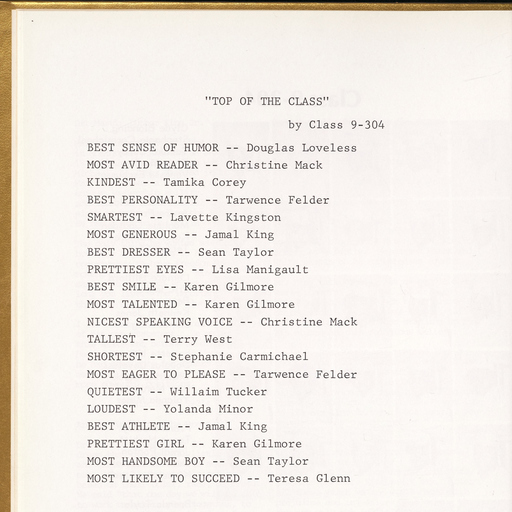 "TOP OF THE CLASS"
by Class 9-304
BEST SENSE OF HUMOR -- Douglas Loveless
MOST AVID READER -- Christine Mack
KINDEST -- Tamika Corey
BEST PERSONALITY -- Tarwence Felder
SMARTEST -- Lavette Kingston
MOST GENEROUS -- Jamal King
BEST DRESSER -- Sean Taylor
PRETTIEST EYES -- Lisa Manigault
BEST SMILE -- Karen Gilmore
MOST TALENTED -- Karen Gilmore
NICEST SPEAKING VOICE -- Christine Mack
TALLEST -- Terry West
SHORTEST -- Stephanie Carmichael
MOST EAGER TO PLEASE -- Tarwence Felder
QUIETEST -- Willaim Tucker
LOUDEST -- Yolanda Minor
BEST ATHLETE -- Jamal King
PRETTIEST GIRL -- Karen Gilmore
MOST HANDSOME BOY -- Sean Taylor
MOST LIKELY TO SUCCEED -- Teresa Glenn